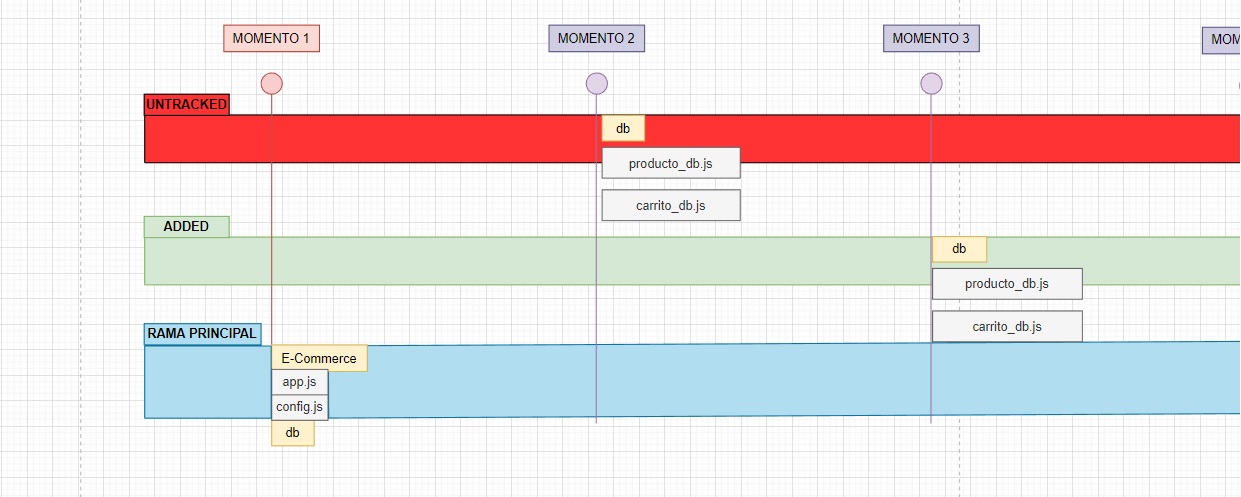 MOMENTO 1
MOMENTO 2
MOMENTO 3
MOM
UNTRACKED
db
producto_db.js
carrito_db.js
ADDED
db
producto_db.js
carrito_db.js
RAMA PRINCIPAL
E-Commerce
app.js
config.js
db